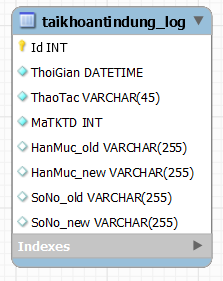 taikhoantindung_log
Id INT
ThoiGian DATETIME
ThaoTac VARCHAR(45)
MaTKTD INT
HanMuc_old VARCHAR(255)
HanMuc_new VARCHAR(255)
SoNo_old VARCHAR(255)
SoNo_new VARCHAR(255)
Indexes